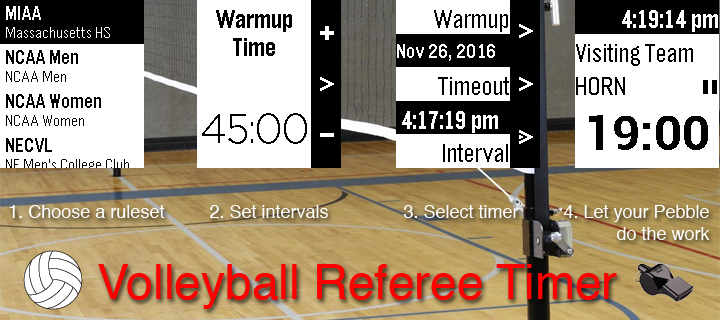 MIAA
Massachusetts HS
NCAA Men
NCAA Men
NCAA Women
NCAA Women
NECVL
NE Men's College Club
Warmup
Time
45:00
Warmup
Nov 26, 2016
Timeout
4:17:19 pm
Interval
4:19:14 pm
Visiting Team
HORN
19:00
1. Choose a ruleset
2. Set intervals
3. Select timer
4. Let your Pebble
do the work
Volleyball Referee Timer